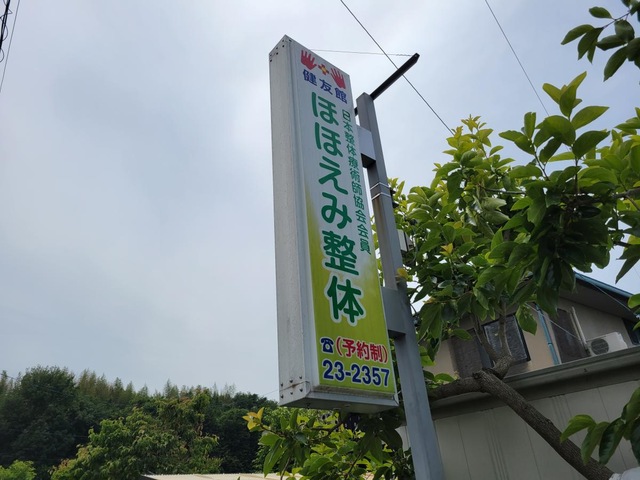 健友館
日本整体療術師協会会員
ほほえみ整体
☎(予約制)
23-2357